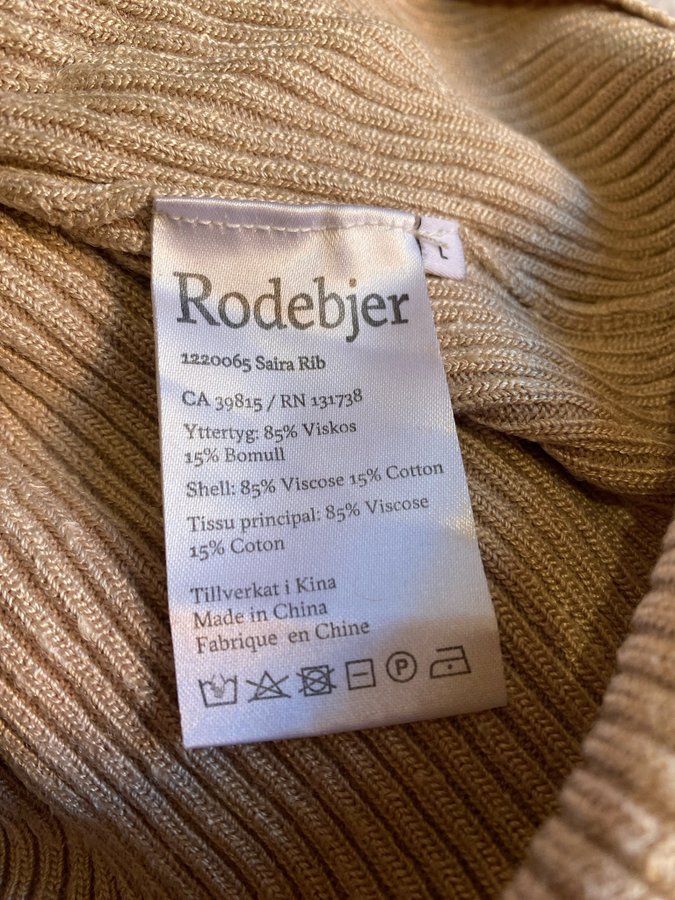 Rodebjer
L
1220065 Saira Rib
CA 39815 / RN 131738
Yttertyg: 85% Viskos
15% Bomull
Shell: 85% Viscose 15% Cotton
Tissu principal: 85% Viscose
15% Coton
Tillverkat i Kina
Made in China
Fabrique en Chine
P